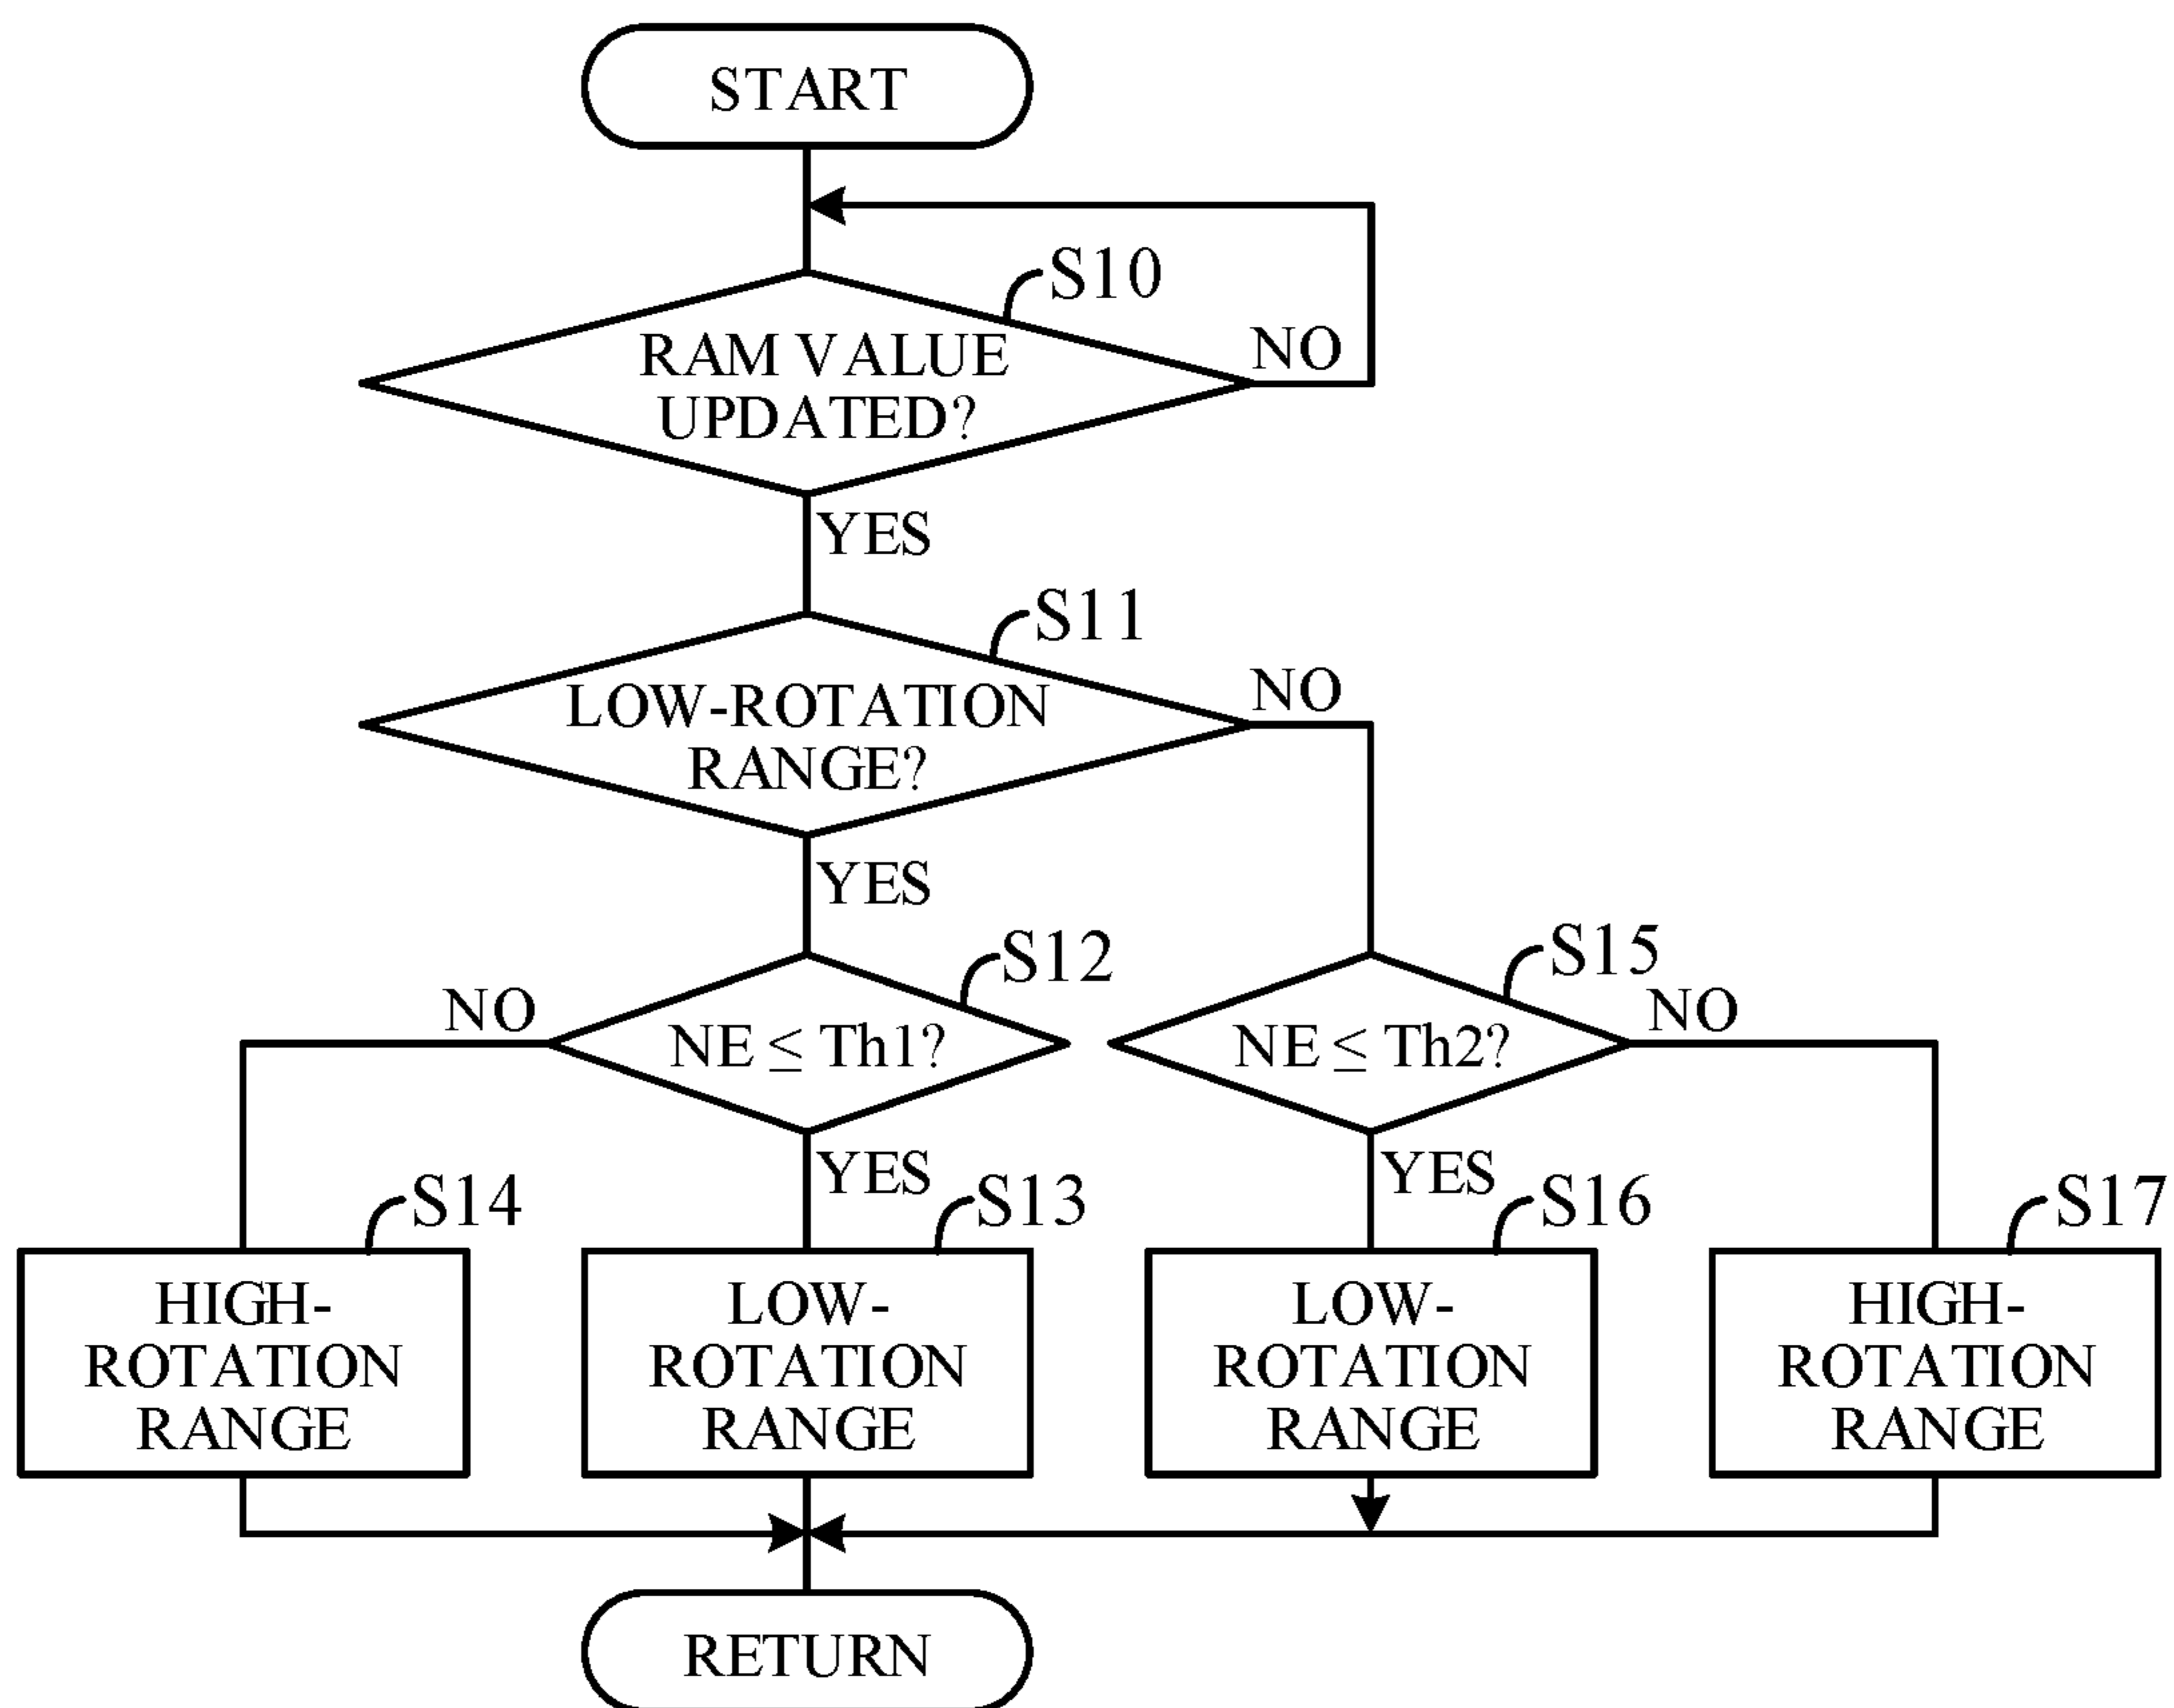 START
S10
RAM VALUE
UPDATED?
NO
YES
S11
LOW-ROTATION
RANGE?
NO
YES
S12
NE ≤ Th1?
NO
YES
S15
NE ≤ Th2?
NO
YES
S14
HIGH-
ROTATION
RANGE
S13
LOW-
ROTATION
RANGE
S16
LOW-
ROTATION
RANGE
S17
HIGH-
ROTATION
RANGE
RETURN